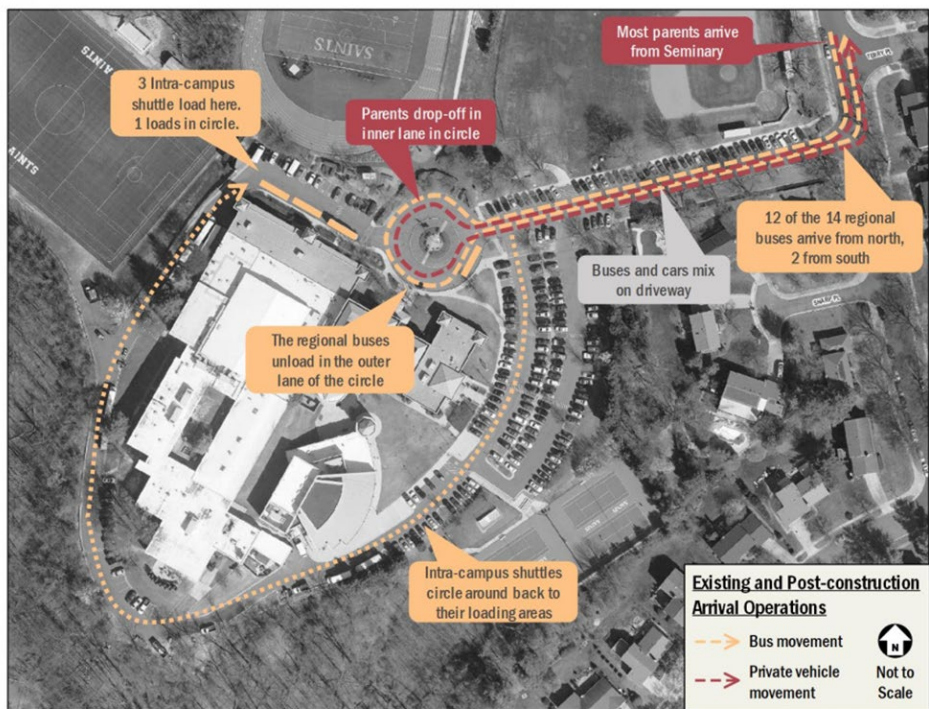 SAINTS
Most parents arrive
from Seminary
3 Intra-campus
shuttle load here.
1 loads in circle.
Parents drop-off in
inner lane in circle
SAINTS
12 of the 14 regional
buses arrive from north,
2 from south
Buses and cars mix
on driveway
The regional buses
unload in the outer
lane of the circle
Intra-campus shuttles
circle around back to
their loading areas
Existing and Post-construction
Arrival Operations
Bus movement
Private vehicle
movement
N
Not to
Scale